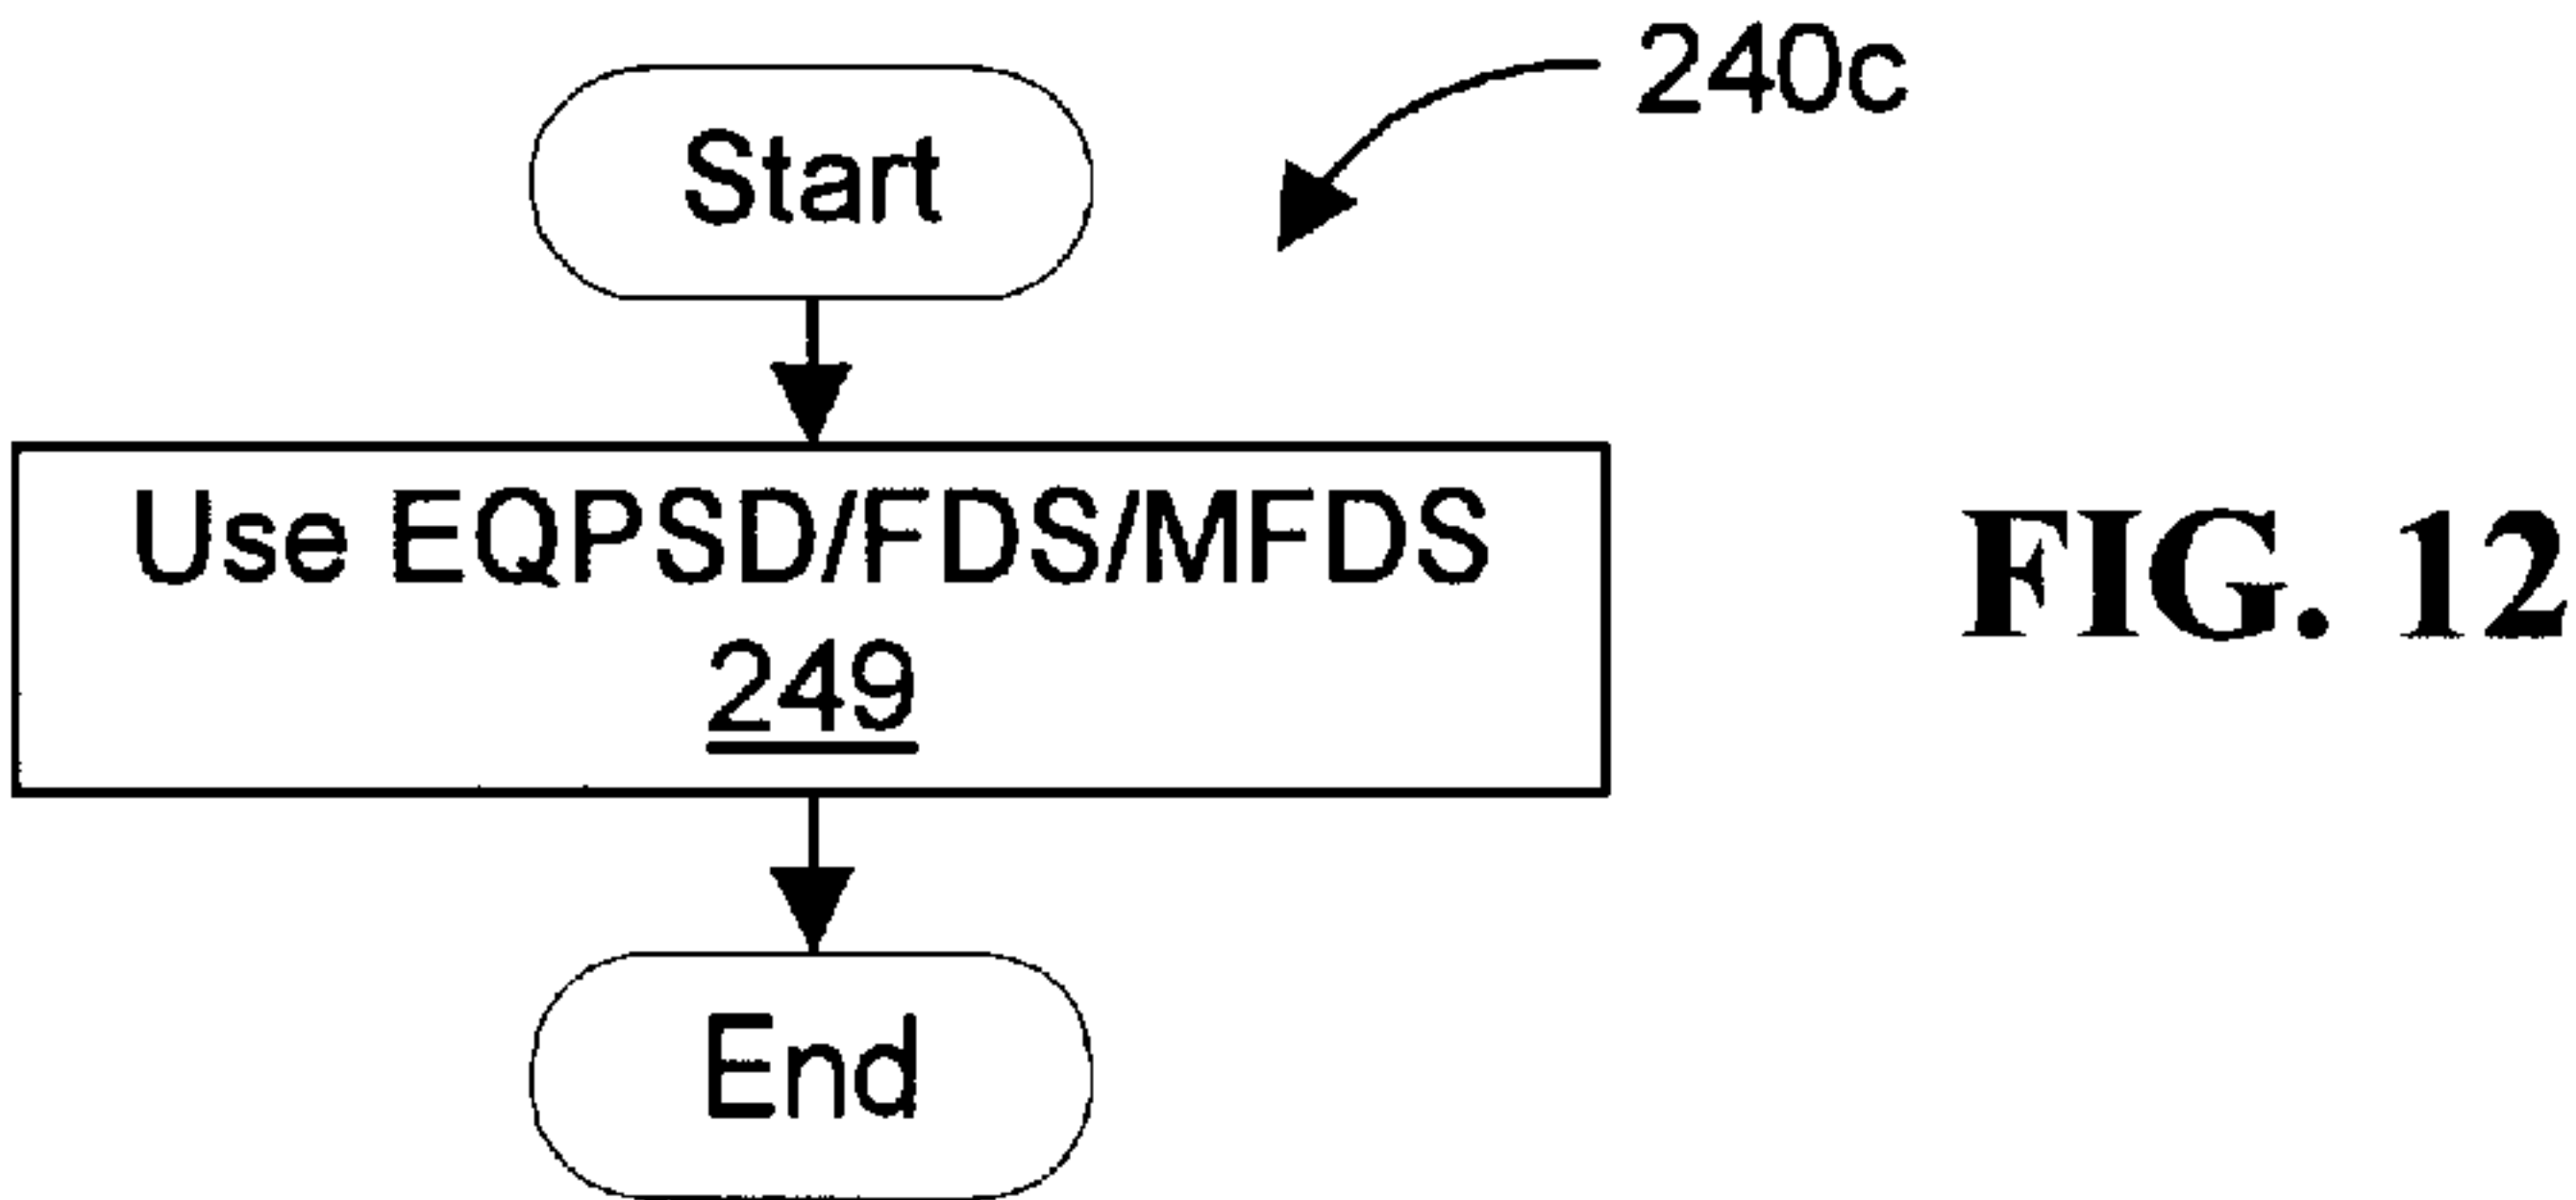 Start
240c
Use EQPSD/FDS/MFDS
249
FIG. 12
End